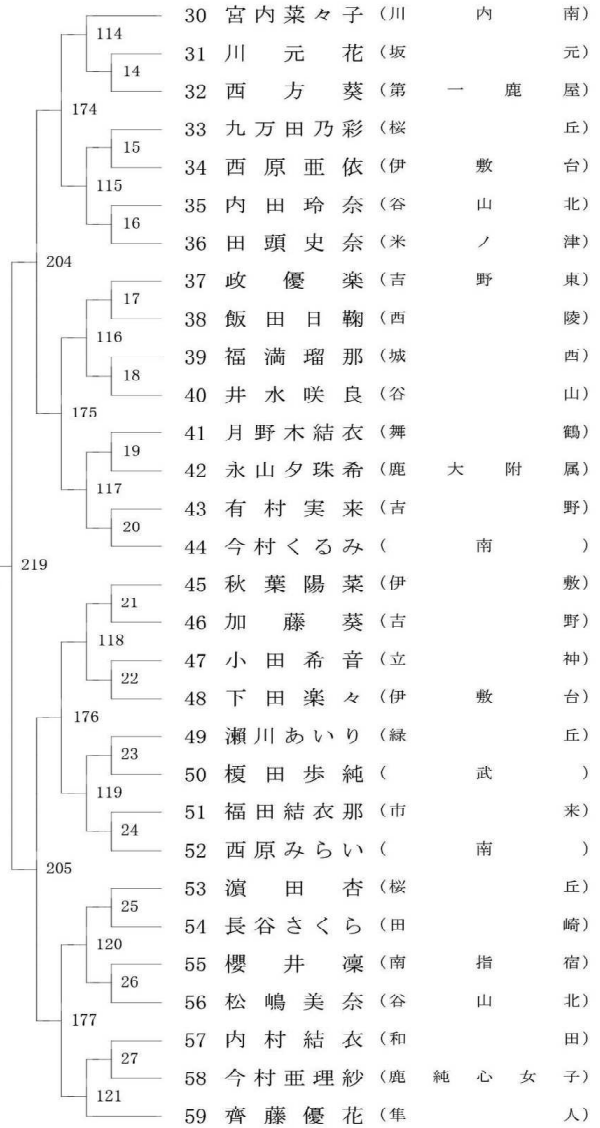 30 宮内菜々子 (川内南)
114
31 川元花 (坂元)
14
32 西方葵 (第一鹿屋)
174
33 九万田乃彩 (桜丘)
15
34 西原亜依 (伊敷台)
115
35 内田玲奈 (谷山北)
16
36 田頭史奈 (米ノ津)
204
37 政優楽 (吉野東)
17
38 飯田日鞠 (西陵)
116
39 福満瑠那 (城西)
18
40 井水咲良 (谷山)
175
41 月野木結衣 (舞鶴)
19
42 永山夕珠希 (鹿大附属)
117
43 有村実来 (吉野)
20
44 今村くるみ (南)
219
45 秋葉陽菜 (伊敷)
21
46 加藤葵 (吉野)
118
47 小田希音 (立神)
22
48 下田楽々 (伊敷台)
176
49 瀬川あいり (緑丘)
23
50 榎田歩純 (武)
119
51 福田結衣那 (市来)
24
52 西原みらい (南)
205
53 濵田杏 (桜丘)
25
54 長谷さくら (田崎)
120
55 櫻井凜 (南指宿)
26
56 松嶋美奈 (谷山北)
177
57 内村結衣 (和田)
27
58 今村亜理紗 (鹿純心女子)
121
59 齊藤優花 (隼人)